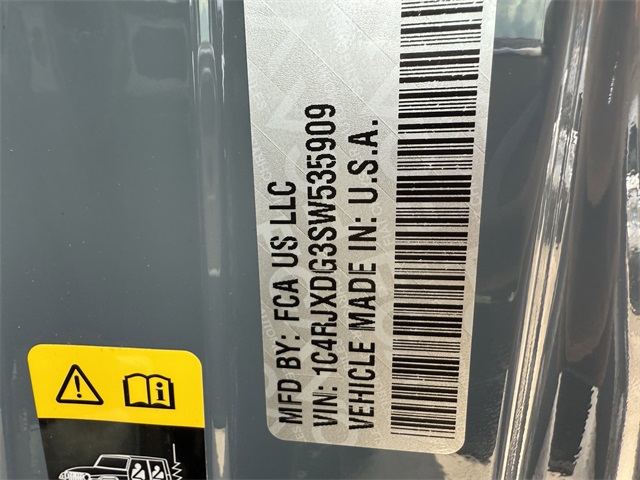 MFD BY: FCA US LLC
VIN: 1C4RJXDG3SW535909
VEHICLE MADE IN: U.S.A.